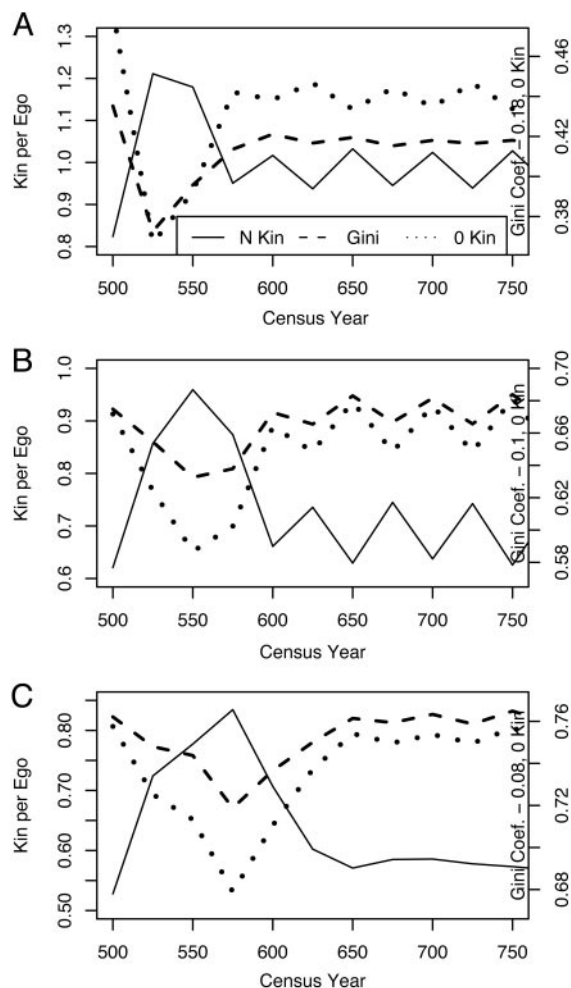 A
Kin per Ego
1.3
1.2
1.1
1.0
0.9
0.8
0.46
0.42
0.38
Gini Coef. - 0.18, 0 Kin
N Kin Gini 0 Kin
500 550 600 650 700 750
Census Year
B
Kin per Ego
1.0
0.9
0.8
0.7
0.6
0.70
0.66
0.62
0.58
Gini Coef. - 0.1, 0 Kin
500 550 600 650 700 750
Census Year
C
Kin per Ego
0.80
0.70
0.60
0.50
0.76
0.72
0.68
Gini Coef. - 0.08, 0 Kin
500 550 600 650 700 750
Census Year